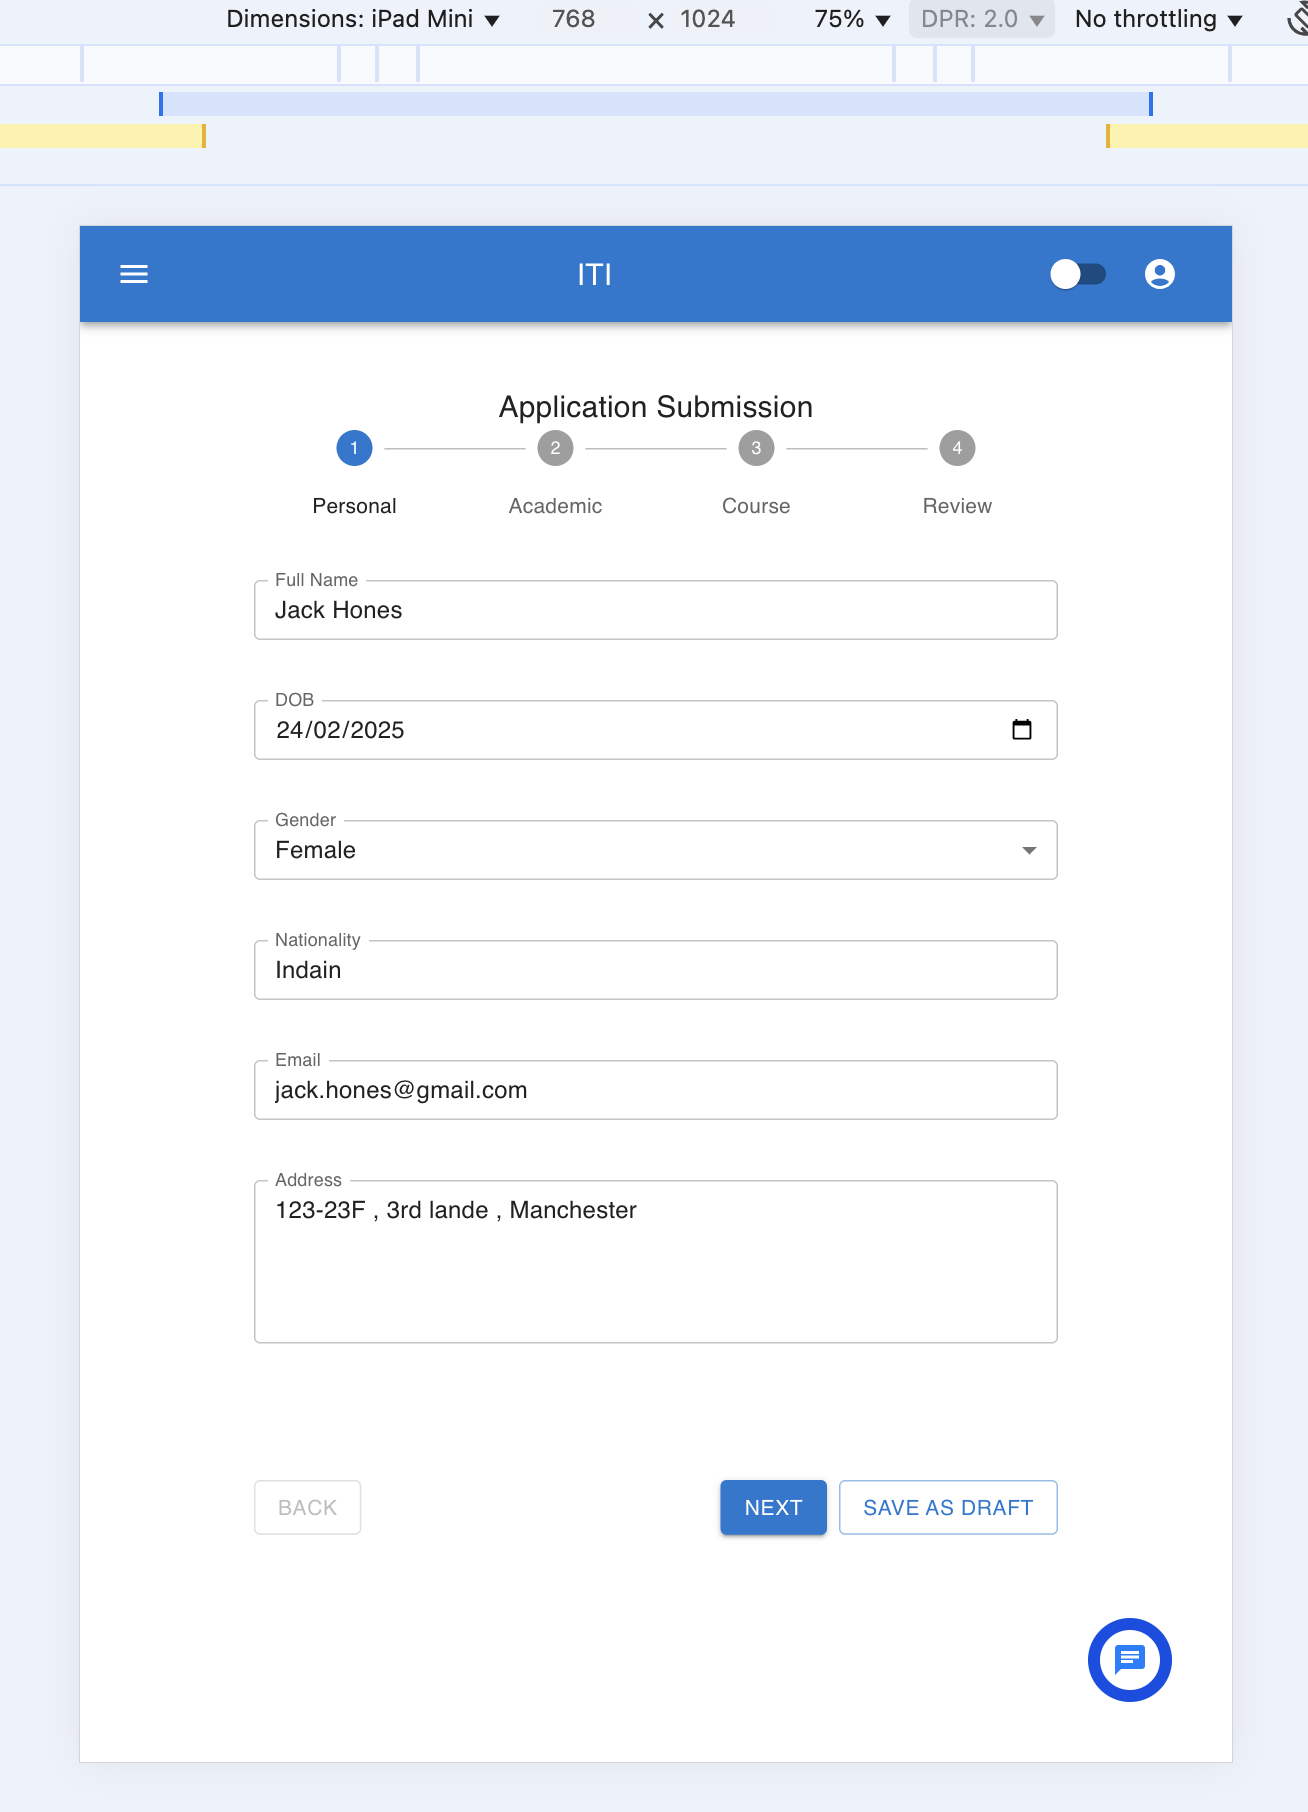 Dimensions: iPad Mini ▼ 768 × 1024 75% ▼ DPR: 2.0 ▼ No throttling ▼
ITI
Application Submission
1 2 3 4
Personal Academic Course Review
Full Name
Jack Hones
DOB
24/02/2025
Gender
Female
Nationality
Indain
Email
jack.hones@gmail.com
Address
123-23F , 3rd lande , Manchester
BACK NEXT SAVE AS DRAFT